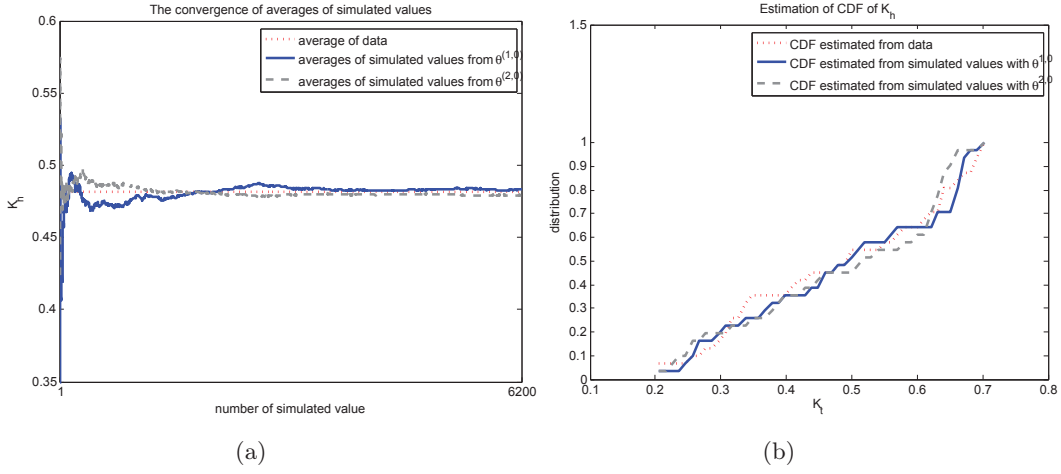 The convergence of averages of simulated values
average of data
averages of simulated values from θ(1,0)
averages of simulated values from θ(2,0)
0.6
0.55
0.5
0.45
0.4
0.35
K_h
1
6200
number of simulated value
(a)
Estimation of CDF of K_h
CDF estimated from data
CDF estimated from simulated values with θ1,0
CDF estimated from simulated values with θ2,0
1.5
1
0.9
0.8
0.7
0.6
0.5
0.4
0.3
0.2
0.1
0
distribution
0.1
0.2
0.3
0.4
0.5
0.6
0.7
0.8
K_t
(b)